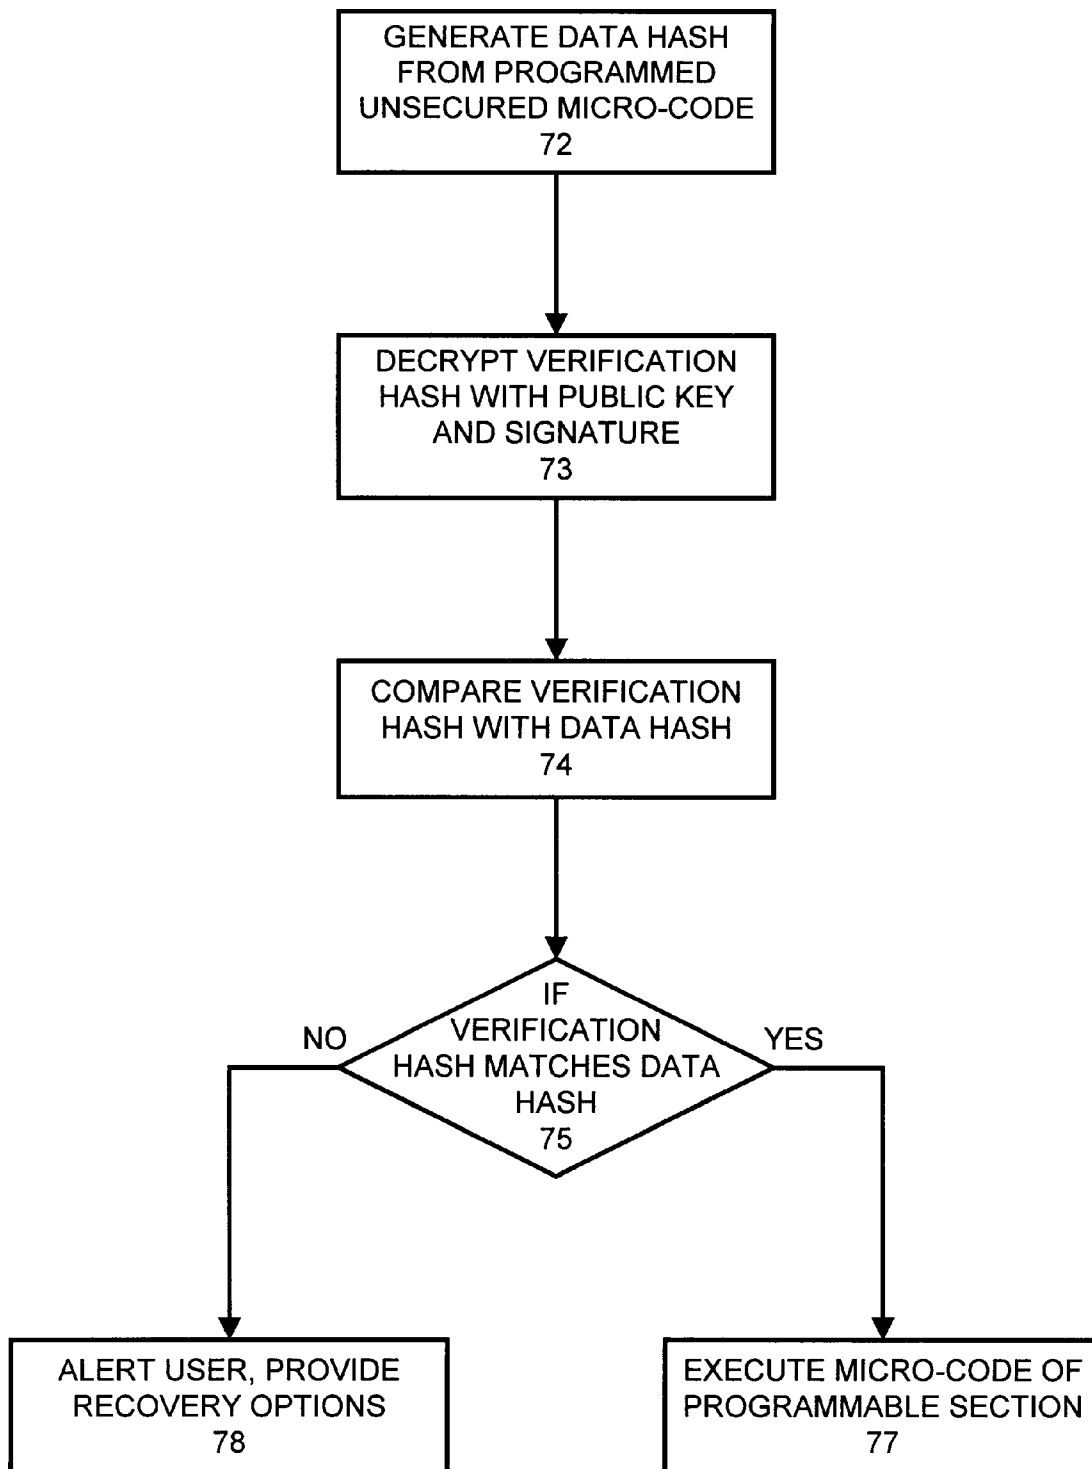 GENERATE DATA HASH
FROM PROGRAMMED
UNSECURED MICRO-CODE
72
DECRYPT VERIFICATION
HASH WITH PUBLIC KEY
AND SIGNATURE
73
COMPARE VERIFICATION
HASH WITH DATA HASH
74
IF
VERIFICATION
HASH MATCHES DATA
HASH
75
NO
YES
ALERT USER, PROVIDE
RECOVERY OPTIONS
78
EXECUTE MICRO-CODE OF
PROGRAMMABLE SECTION
77